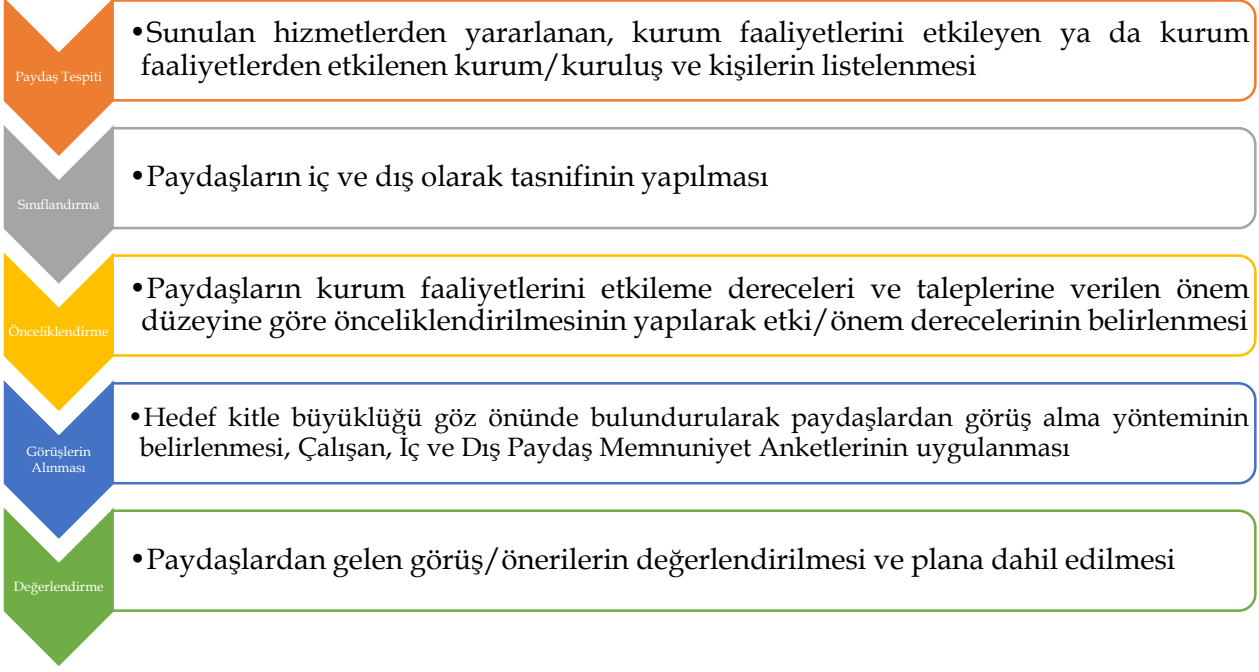 Paydaş Tespiti
•Sunulan hizmetlerden yararlanan, kurum faaliyetlerini etkileyen ya da kurum
faaliyetlerden etkilenen kurum/kuruluş ve kişilerin listelenmesi
Sınıflandırma
•Paydaşların iç ve dış olarak tasnifinin yapılması
Önceliklendirme
•Paydaşların kurum faaliyetlerini etkileme dereceleri ve taleplerine verilen önem
düzeyine göre önceliklendirilmesinin yapılarak etki/önem derecelerinin belirlenmesi
Görüşlerin
Alınması
•Hedef kitle büyüklüğü göz önünde bulundurularak paydaşlardan görüş alma yönteminin
belirlenmesi, Çalışan, İç ve Dış Paydaş Memnuniyet Anketlerinin uygulanması
Değerlendirme
•Paydaşlardan gelen görüş/önerilerin değerlendirilmesi ve plana dahil edilmesi